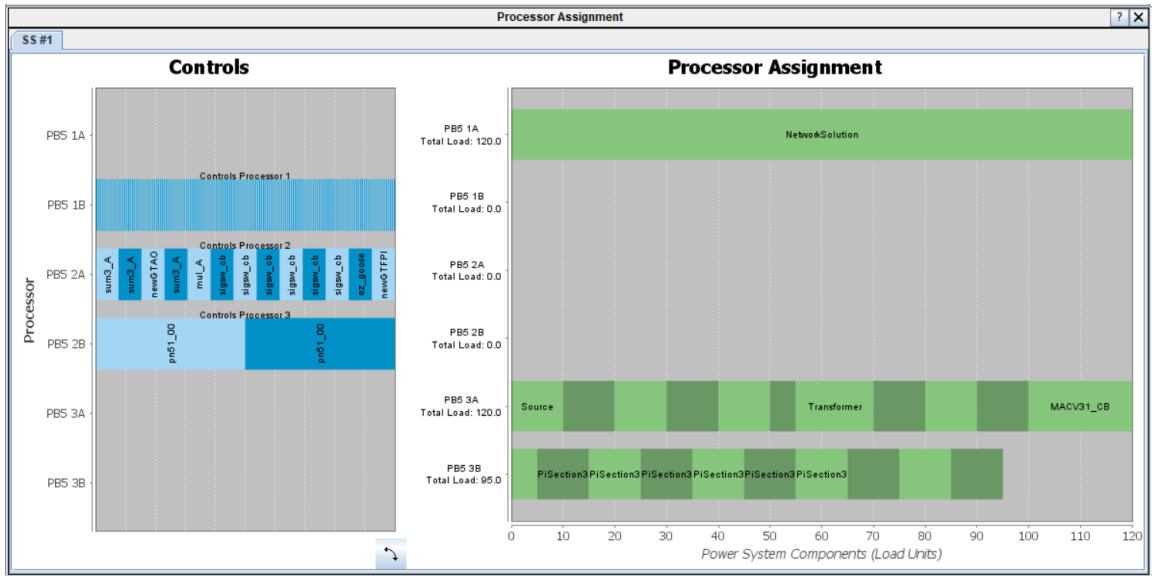 Processor Assignment
? X
SS #1
Controls
Processor
PB5 1A
PB5 1B
PB5 2A
PB5 2B
PB5 3A
PB5 3B
Controls Processor 1
Controls Processor 2
sum3_A sum3_A newGTAO sum3_A mul_A sigsw_cb sigsw_cb sigsw_cb sigsw_cb sigsw_cb sigsw_cb ez_goose newGTFPI
Controls Processor 3
pn51_00 pn51_00
Processor Assignment
PB5 1A
Total Load: 120.0
NetworkSolution
PB5 1B
Total Load: 0.0
PB5 2A
Total Load: 0.0
PB5 2B
Total Load: 0.0
PB5 3A
Total Load: 120.0
Source Transformer MACV31_CB
PB5 3B
Total Load: 95.0
PiSection3 PiSection3 PiSection3 PiSection3 PiSection3 PiSection3
0 10 20 30 40 50 60 70 80 90 100 110 120
Power System Components (Load Units)